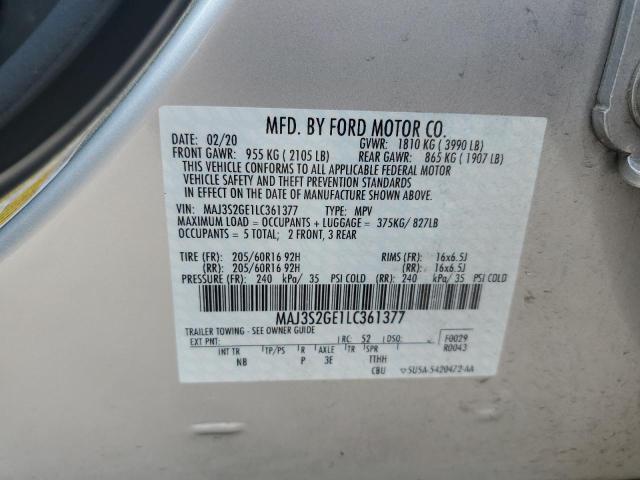 MFD. BY FORD MOTOR CO.
DATE: 02/20 GVWR: 1810 KG ( 3990 LB)
FRONT GAWR: 955 KG ( 2105 LB) REAR GAWR: 865 KG ( 1907 LB)
THIS VEHICLE CONFORMS TO ALL APPLICABLE FEDERAL MOTOR
VEHICLE SAFETY AND THEFT PREVENTION STANDARDS
IN EFFECT ON THE DATE OF MANUFACTURE SHOWN ABOVE.
VIN: MAJ3S2GE1LC361377 TYPE: MPV
MAXIMUM LOAD = OCCUPANTS + LUGGAGE = 375KG/ 827LB
OCCUPANTS = 5 TOTAL; 2 FRONT, 3 REAR
TIRE (FR): 205/60R16 92H RIMS (FR): 16x6.5J
(RR): 205/60R16 92H (RR): 16x6.5J
PRESSURE (FR): 240 kPa/ 35 PSI COLD (RR): 240 kPa/ 35 PSI COLD
MAJ3S2GE1LC361377
TRAILER TOWING - SEE OWNER GUIDE
EXT PNT: RC: 52 DSO: F0029
INT TR TP/PS R AXLE TR SPR R0043
NB P 3E TTHH
CBU ▽5U5A-5420472-AA